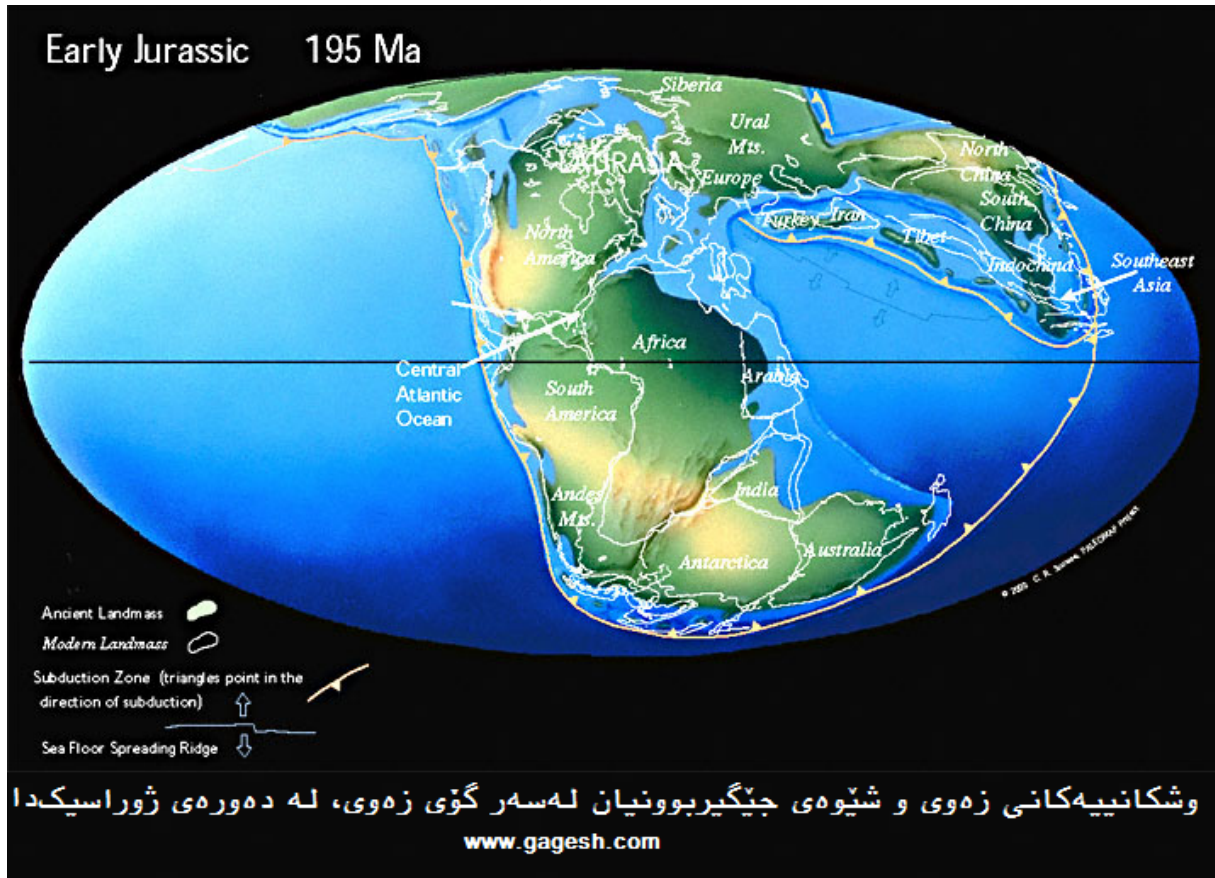 Early Jurassic 195 Ma
Siberia
Ural
Mts.
LAURASIA
Europe
North
China
South
China
Turkey
Iran
Tibet
Indochina
Southeast
Asia
North
America
Africa
Central
Atlantic
Ocean
South
America
Arabia
Andes
Mts.
India
Antarctica
Australia
Ancient Landmass
Modern Landmass
Subduction Zone (triangles point in the
direction of subduction)
Sea Floor Spreading Ridge
وشکانییەکانی زەوی و شێوەی جێگیربوونیان لەسەر گۆی زەوی، لە دەورەی ژوراسیکدا
www.gagesh.com